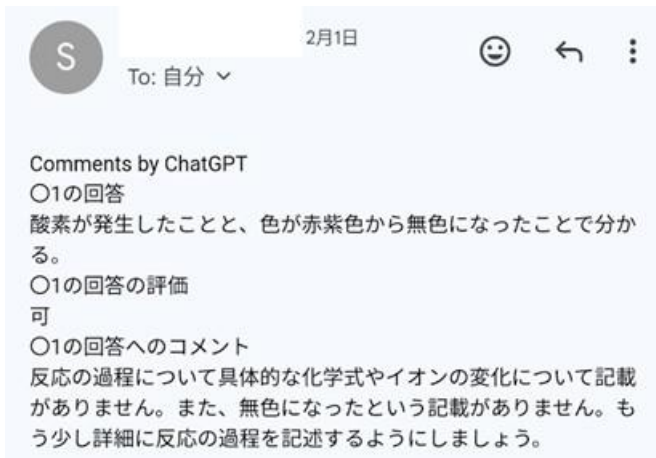 S
2月1日
To: 自分
Comments by ChatGPT
〇1の回答
酸素が発生したことと、色が赤紫色から無色になったことで分か
る。
〇1の回答の評価
可
〇1の回答へのコメント
反応の過程について具体的な化学式やイオンの変化について記載
がありません。また、無色になったという記載がありません。も
う少し詳細に反応の過程を記述するようにしましょう。